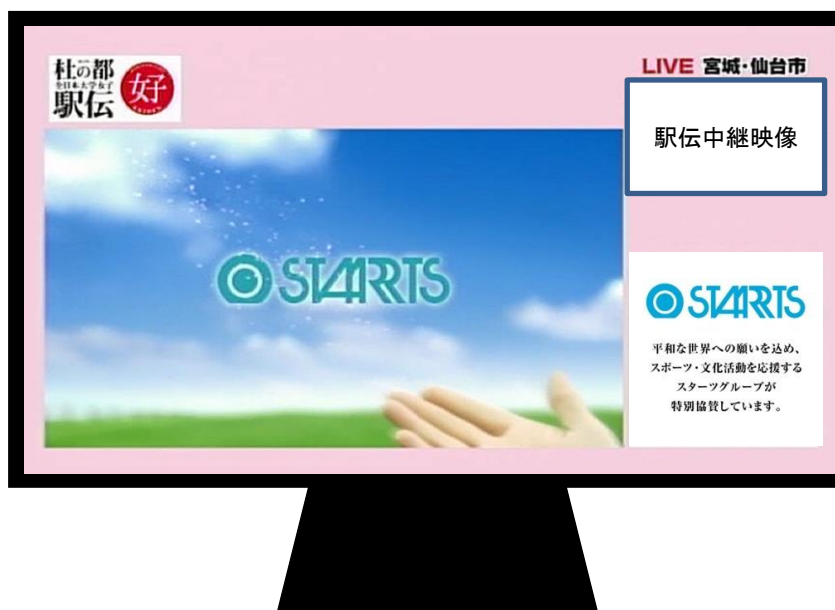 杜の都
全日本大学女子
駅伝
好
LIVE 宮城・仙台市
駅伝中継映像
STARTS
STARTS
平和な世界への願いを込め、
スポーツ・文化活動を応援する
スターツグループが
特別協賛しています。